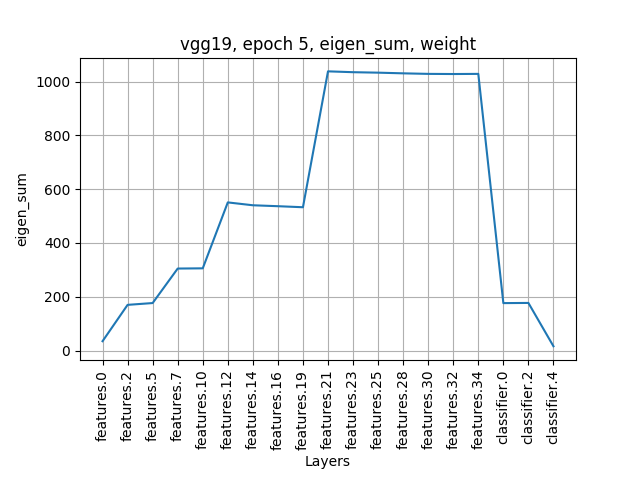 vgg19, epoch 5, eigen_sum, weight
eigen_sum
1000
800
600
400
200
0
features.0
features.2
features.5
features.7
features.10
features.12
features.14
features.16
features.19
features.21
features.23
features.25
features.28
features.30
features.32
features.34
classifier.0
classifier.2
classifier.4
Layers